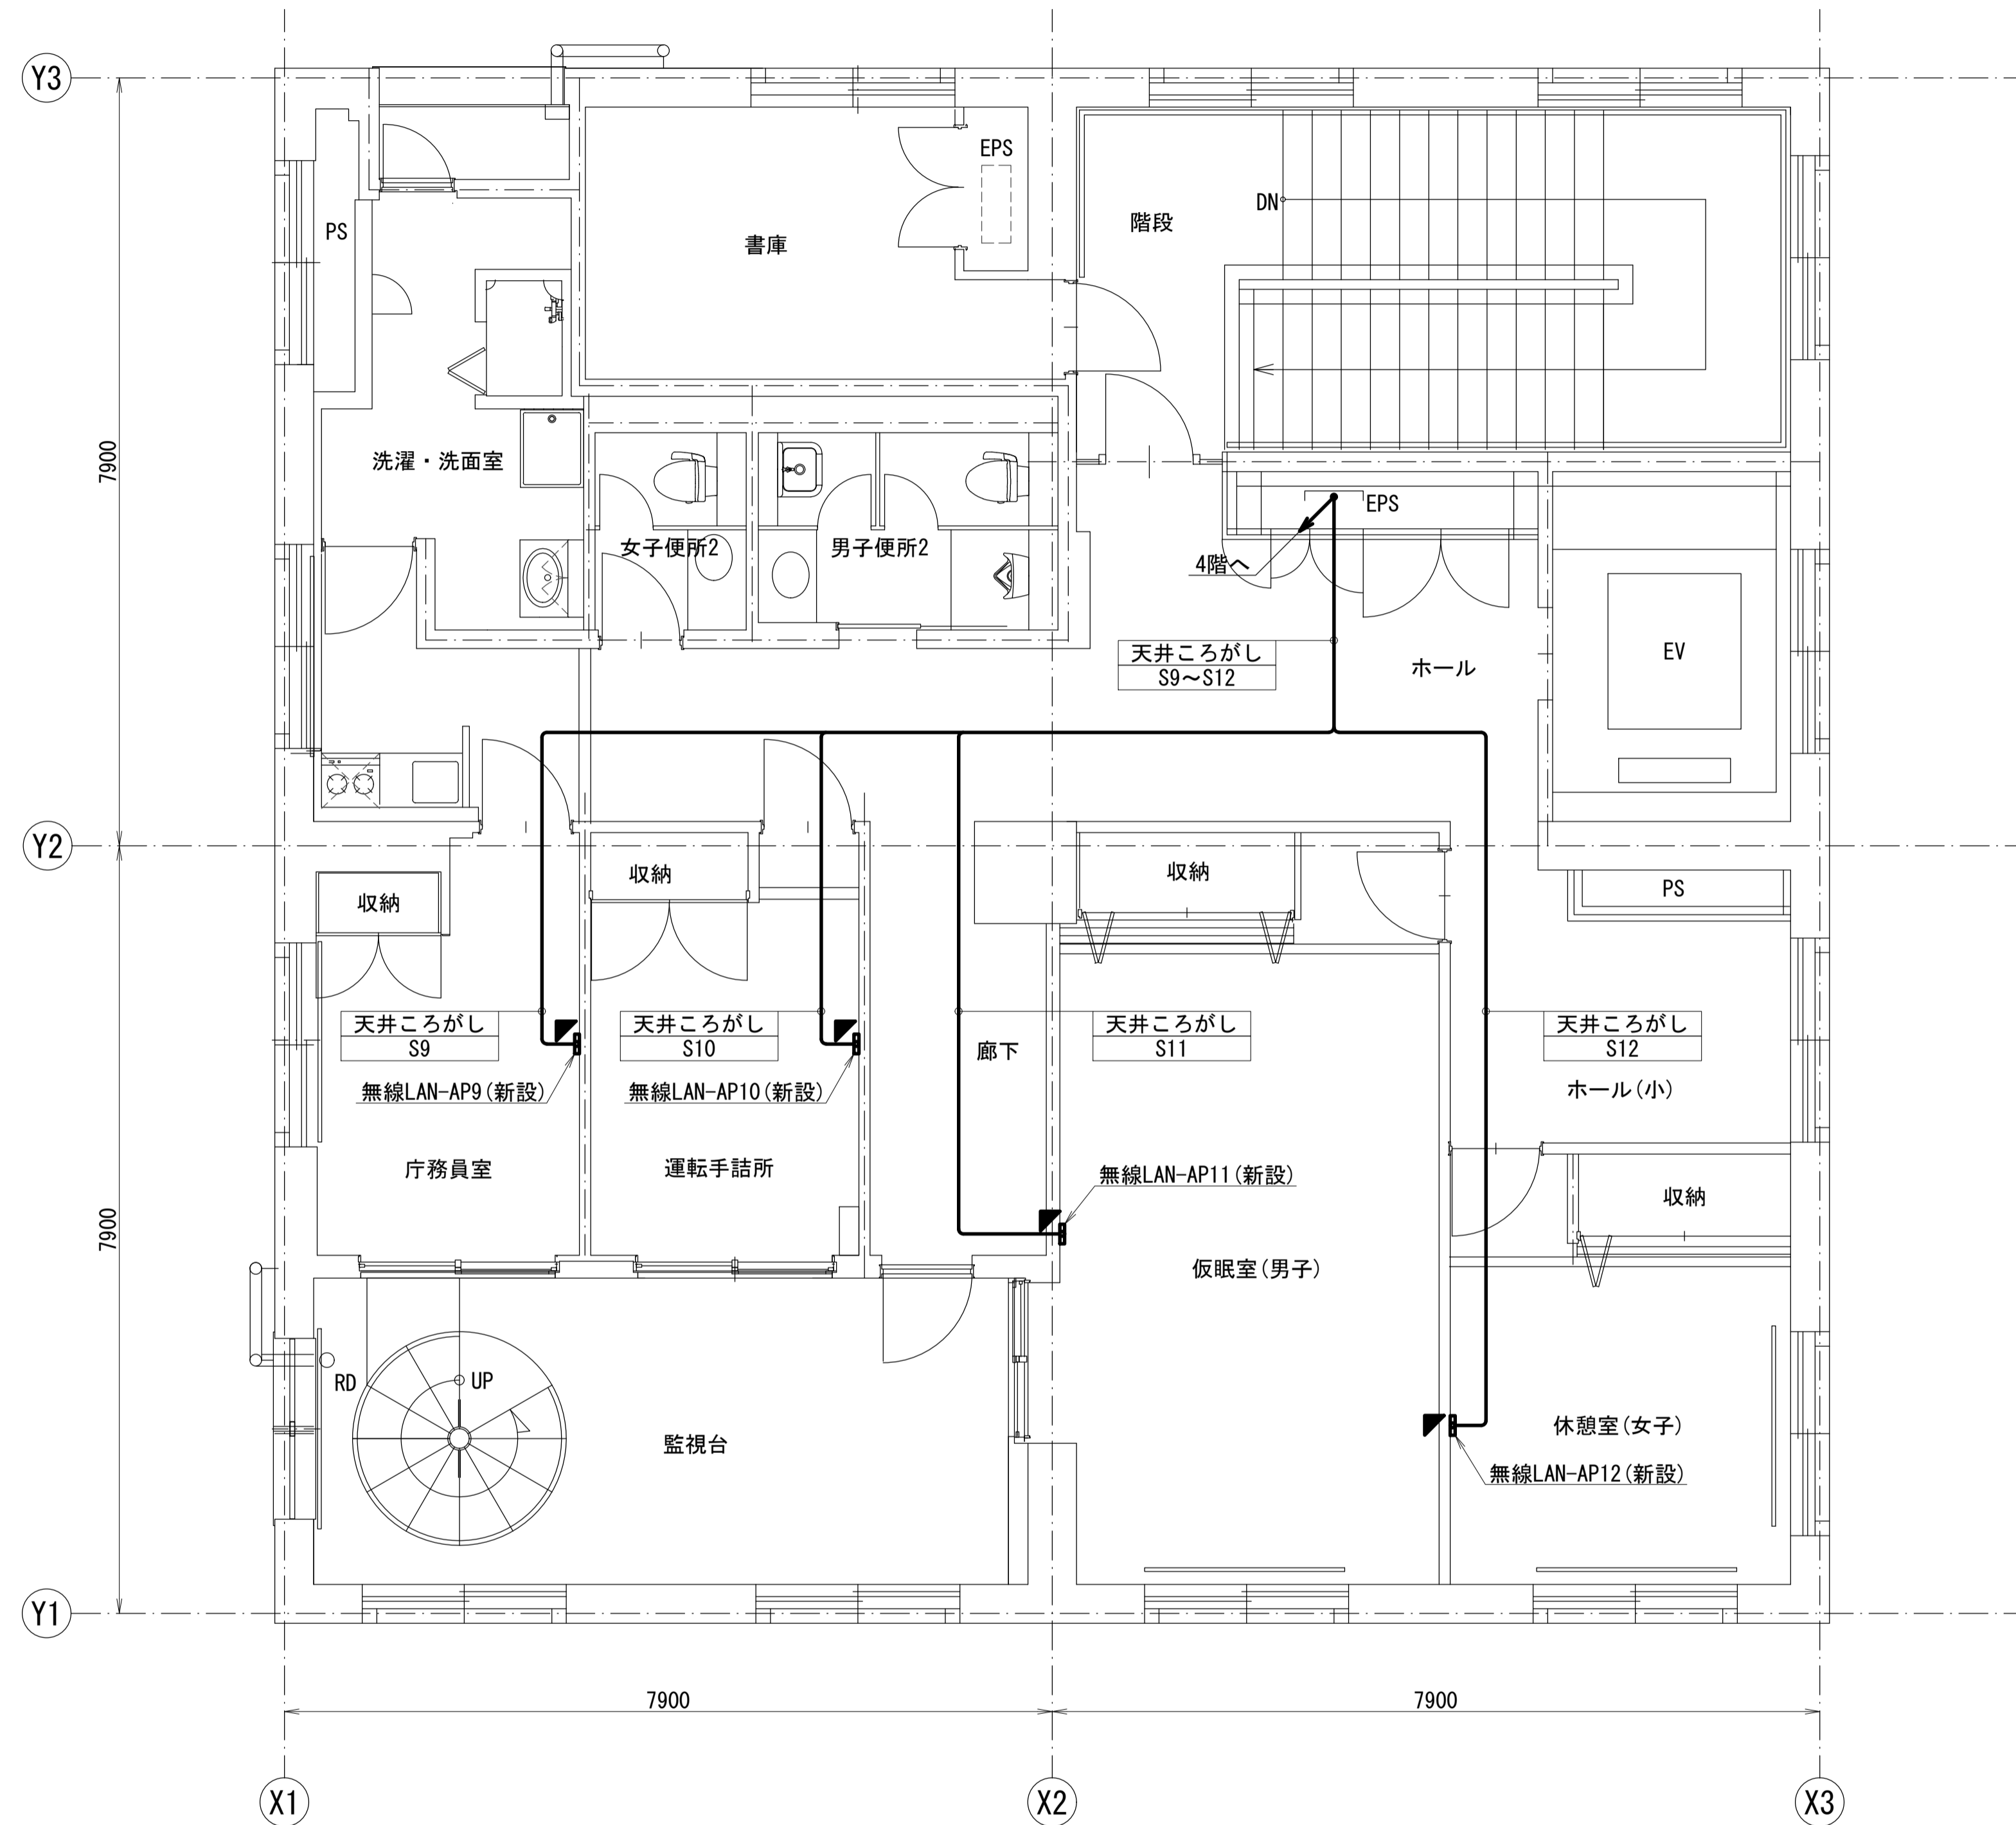 Y3
EPS
DN
階段
PS
書庫
7900
洗濯・洗面室
EPS
女子便所2
男子便所2
4階へ
天井ころがし
S9～S12
ホール
EV
Y2
収納
収納
収納
PS
天井ころがし
S9
天井ころがし
S10
廊下
天井ころがし
S11
天井ころがし
S12
無線LAN-AP9(新設)
無線LAN-AP10(新設)
ホール(小)
7900
庁務員室
運転手詰所
無線LAN-AP11(新設)
収納
仮眠室(男子)
RD
UP
監視台
休憩室(女子)
無線LAN-AP12(新設)
Y1
7900
7900
X1
X2
X3